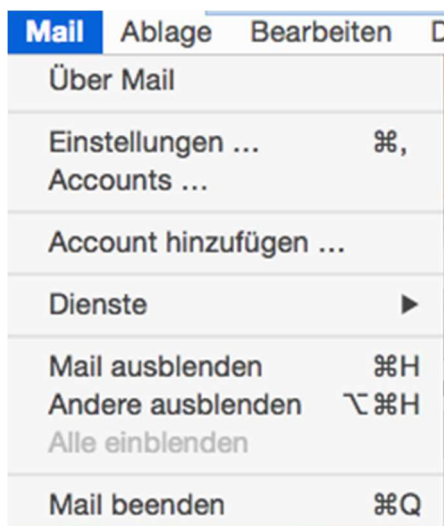 Mail Ablage Bearbeiten
Über Mail
Einstellungen ... ⌘,
Accounts ...
Account hinzufügen ...
Dienste ▶
Mail ausblenden ⌘H
Andere ausblenden ⌥⌘H
Alle einblenden
Mail beenden ⌘Q